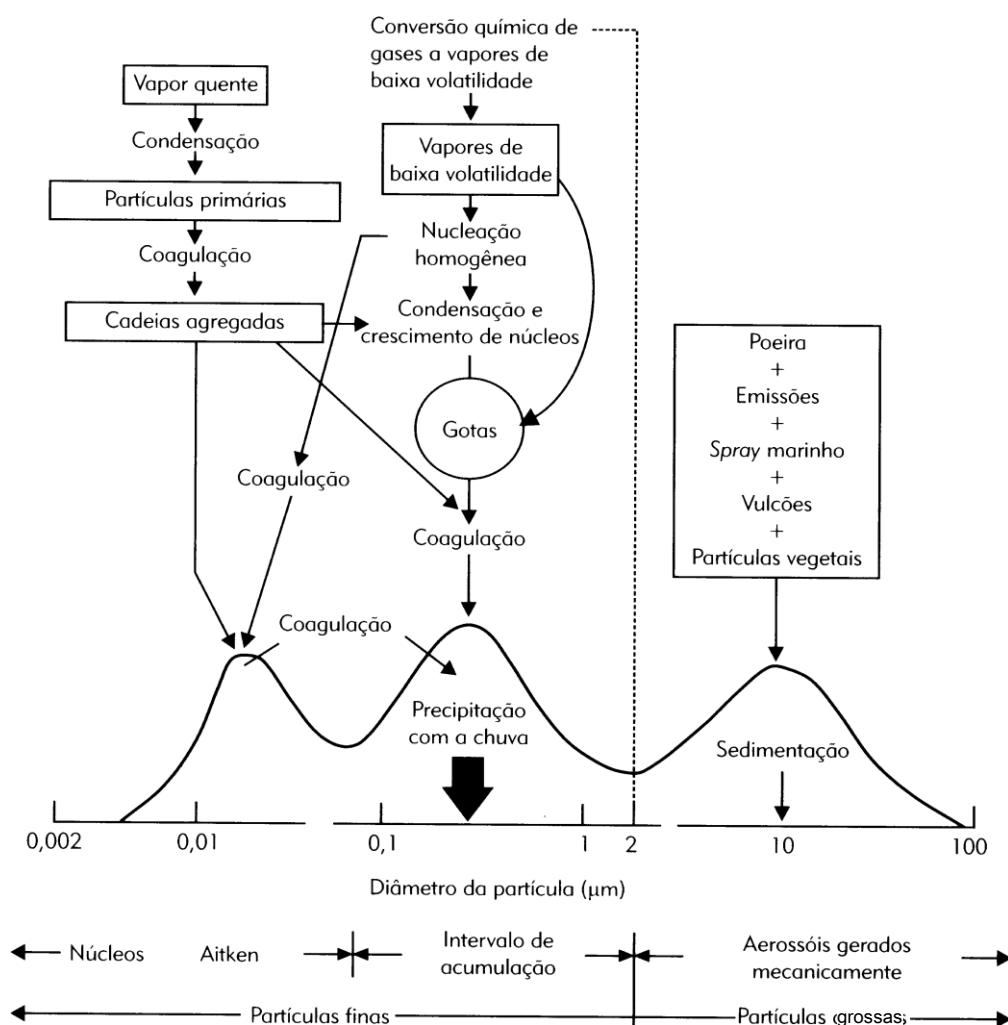 Conversão química de
gases a vapores de
baixa volatilidade
Vapor quente
Condensação
Partículas primárias
Coagulação
Cadeias agregadas
Vapores de
baixa volatilidade
Nucleação
homogênea
Condensação e
crescimento de núcleos
Gotas
Coagulação
Coagulação
Coagulação
Poeira
+
Emissões
+
Spray marinho
+
Vulcões
+
Partículas vegetais
Precipitação
com a chuva
Sedimentação
0,002 0,01 0,1 1 2 10 100
Diâmetro da partícula (μm)
Núcleos Aitken
Intervalo de
acumulação
Aerossóis gerados
mecanicamente
Partículas finas
Partículas (grossas;